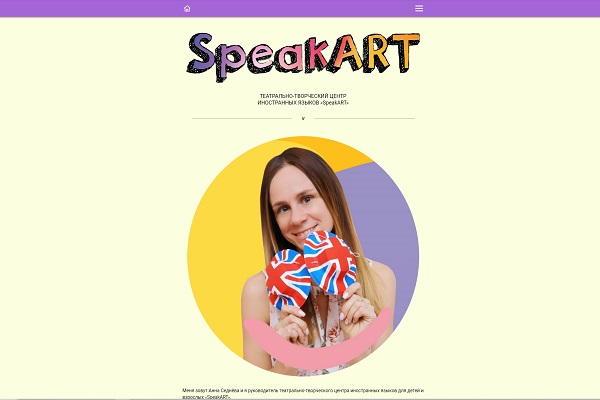 SpeakART
ТЕАТРАЛЬНО-ТВОРЧЕСКИЙ ЦЕНТР
ИНОСТРАННЫХ ЯЗЫКОВ «SpeakART»
Меня зовут Анна Седнёва и я руководитель театрально-творческого центра иностранных языков для детей и
взрослых «SpeakART».